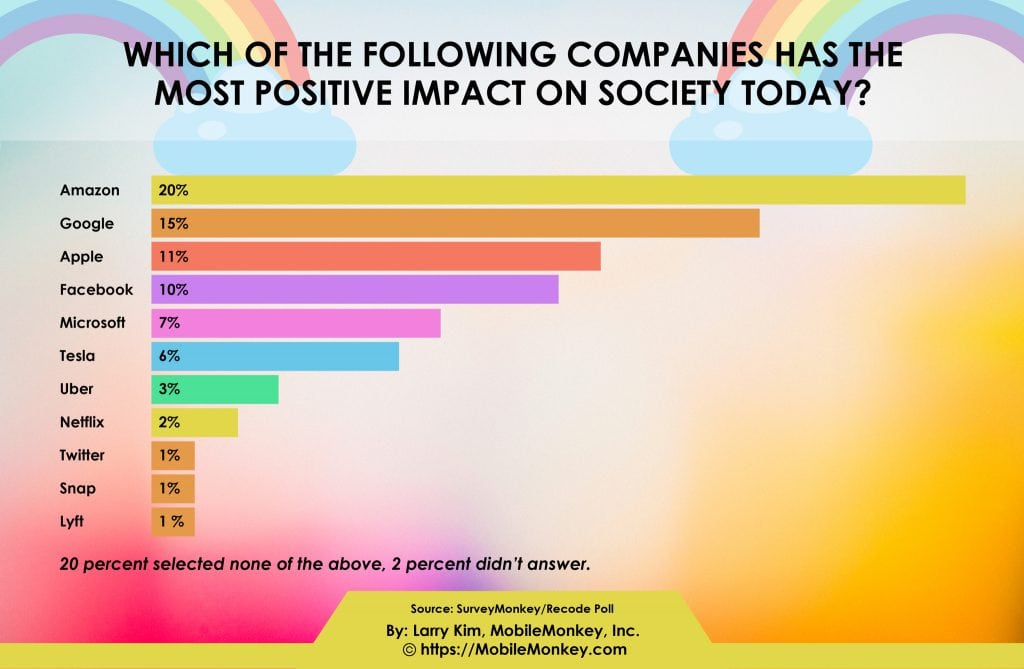 WHICH OF THE FOLLOWING COMPANIES HAS THE
MOST POSITIVE IMPACT ON SOCIETY TODAY?
Amazon 20%
Google 15%
Apple 11%
Facebook 10%
Microsoft 7%
Tesla 6%
Uber 3%
Netflix 2%
Twitter 1%
Snap 1%
Lyft 1 %
20 percent selected none of the above, 2 percent didn't answer.
Source: SurveyMonkey/Recode Poll
By: Larry Kim, MobileMonkey, Inc.
© https://MobileMonkey.com